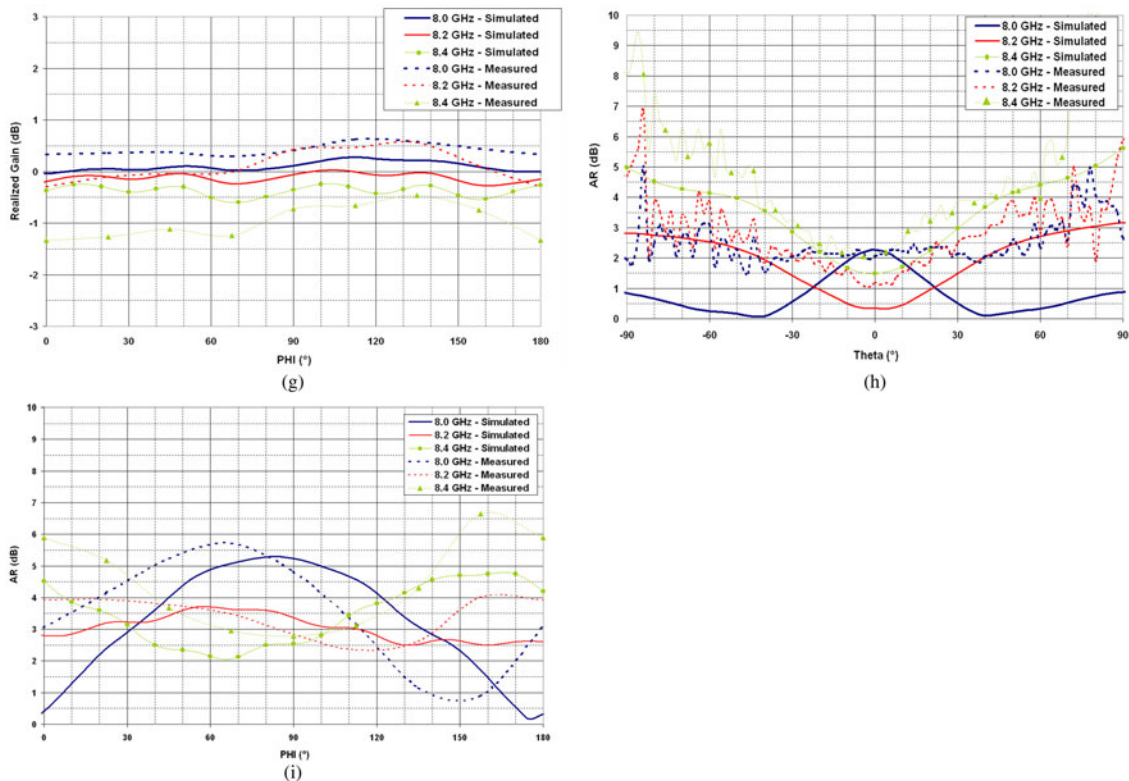 3
2
1
0
-1
-2
-3
Realized Gain (dB)
0 30 60 90 120 150 180
PHI (°)
8.0 GHz - Simulated
8.2 GHz - Simulated
8.4 GHz - Simulated
8.0 GHz - Measured
8.2 GHz - Measured
8.4 GHz - Measured
(g)
10
9
8
7
6
5
4
3
2
1
0
AR (dB)
-90 -60 -30 0 30 60 90
Theta (°)
8.0 GHz - Simulated
8.2 GHz - Simulated
8.4 GHz - Simulated
8.0 GHz - Measured
8.2 GHz - Measured
8.4 GHz - Measured
(h)
10
9
8
7
6
5
4
3
2
1
0
AR (dB)
0 30 60 90 120 150 180
PHI (°)
8.0 GHz - Simulated
8.2 GHz - Simulated
8.4 GHz - Simulated
8.0 GHz - Measured
8.2 GHz - Measured
8.4 GHz - Measured
(i)